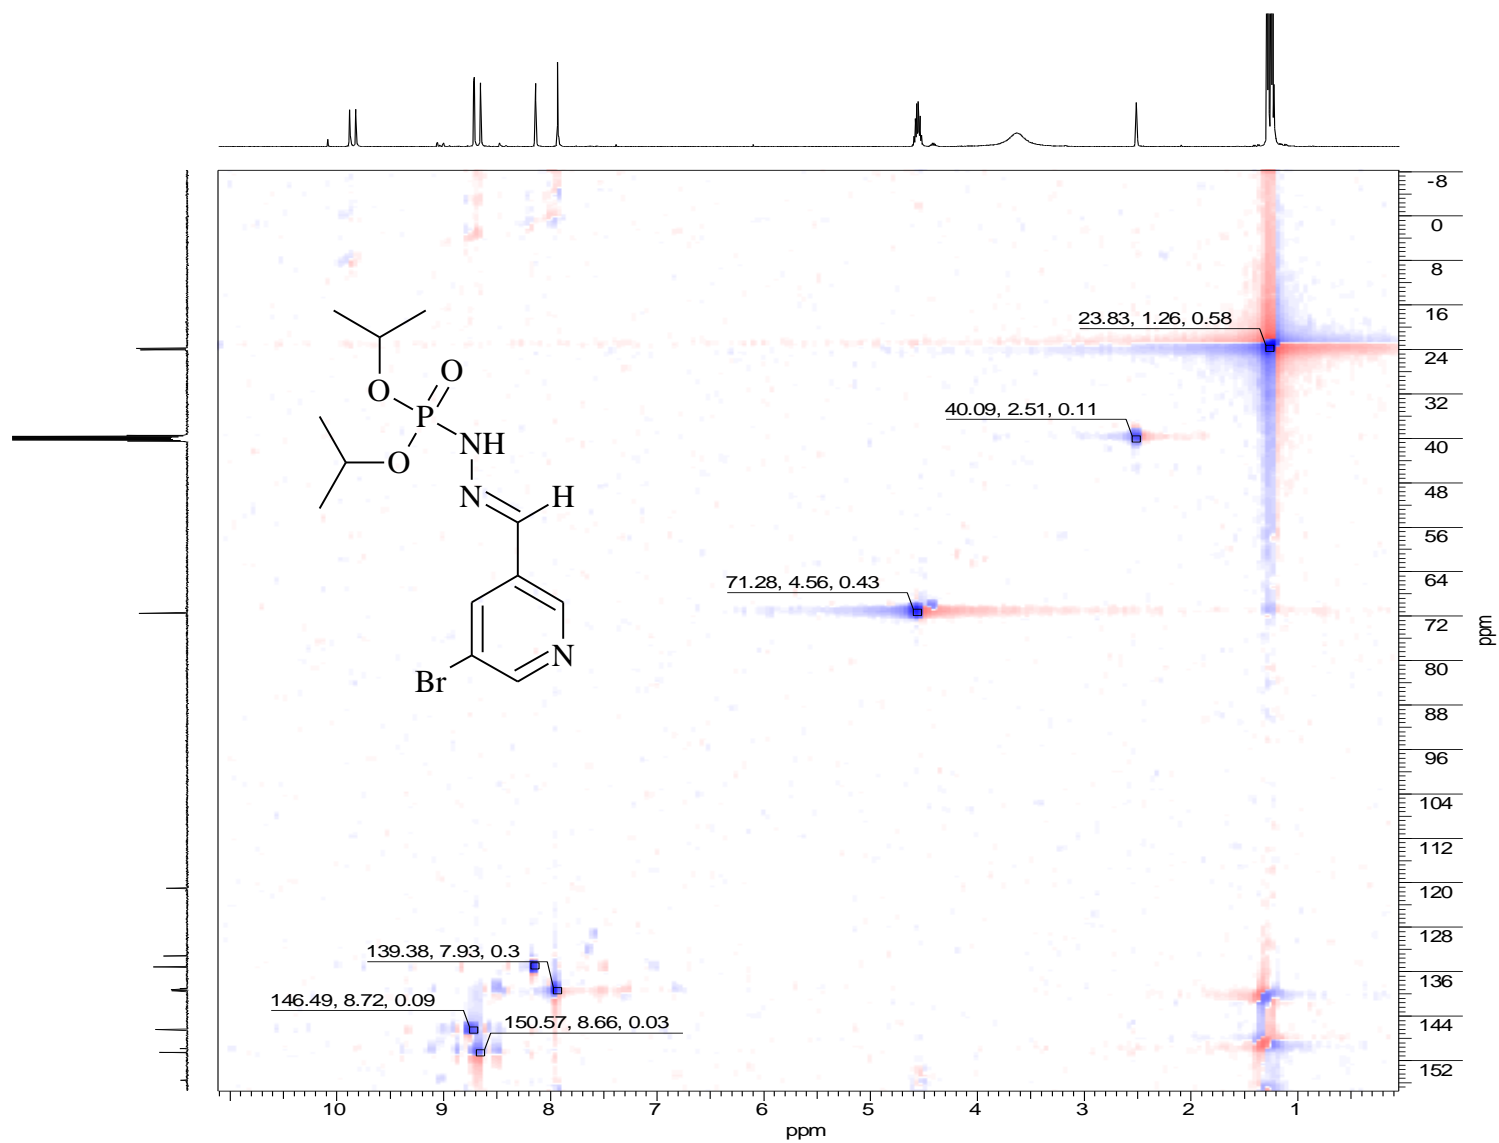 -8
0
8
16
23.83, 1.26, 0.58
24
32
40.09, 2.51, 0.11
40
48
56
64
71.28, 4.56, 0.43
72
80
88
96
104
112
120
128
139.38, 7.93, 0.3
136
146.49, 8.72, 0.09
150.57, 8.66, 0.03
144
152
ppm
O
O
P
NH
O
N
H
N
Br
10
9
8
7
6
5
4
3
2
1
ppm